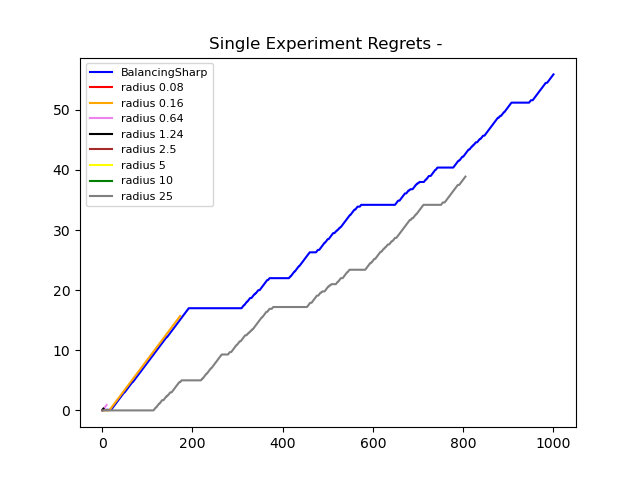 Single Experiment Regrets -
BalancingSharp
radius 0.08
radius 0.16
radius 0.64
radius 1.24
radius 2.5
radius 5
radius 10
radius 25
50
40
30
20
10
0
0 200 400 600 800 1000